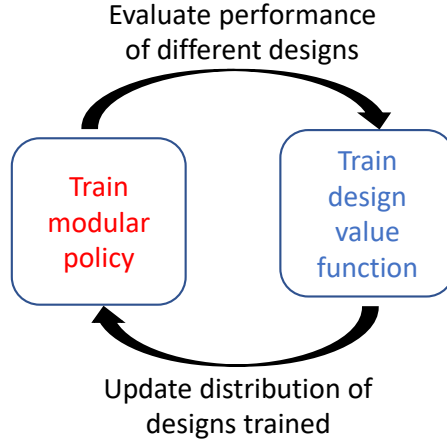 Evaluate performance
of different designs
Train
modular
policy
Train
design
value
function
Update distribution of
designs trained